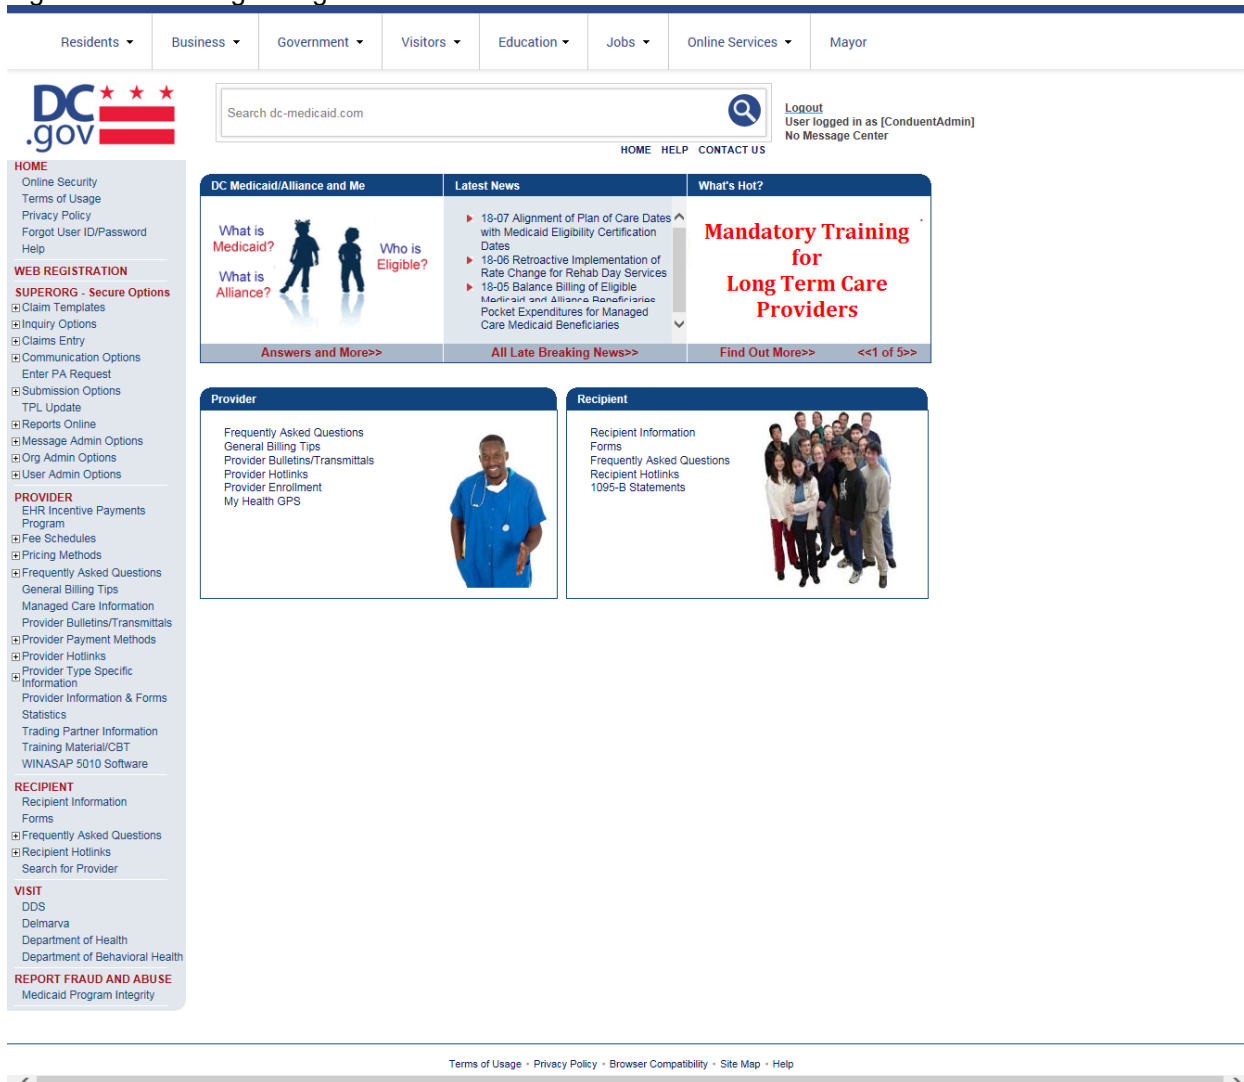 Residents Business Government Visitors Education Jobs Online Services Mayor
DC
.gov
Search dc-medicaid.com
Logout
User logged in as [ConduentAdmin]
No Message Center
HOME HELP CONTACT US
HOME
Online Security
Terms of Usage
Privacy Policy
Forgot User ID/Password
Help
WEB REGISTRATION
SUPERORG - Secure Options
Claim Templates
Inquiry Options
Claims Entry
Communication Options
Enter PA Request
Submission Options
TPL Update
Reports Online
Message Admin Options
Org Admin Options
User Admin Options
PROVIDER
EHR Incentive Payments
Program
Fee Schedules
Pricing Methods
Frequently Asked Questions
General Billing Tips
Managed Care Information
Provider Bulletins/Transmittals
Provider Payment Methods
Provider Hotlinks
Provider Type Specific
Information
Provider Information & Forms
Statistics
Trading Partner Information
Training Material/CBT
WINASAP 5010 Software
RECIPIENT
Recipient Information
Forms
Frequently Asked Questions
Recipient Hotlinks
Search for Provider
VISIT
DDS
Delmarva
Department of Health
Department of Behavioral Health
REPORT FRAUD AND ABUSE
Medicaid Program Integrity
DC Medicaid/Alliance and Me
What is
Medicaid?
What is
Alliance?
Who is
Eligible?
Answers and More>>
Latest News
18-07 Alignment of Plan of Care Dates
with Medicaid Eligibility Certification
Dates
18-06 Retroactive Implementation of
Rate Change for Rehab Day Services
18-05 Balance Billing of Eligible
Medicaid and Alliance Beneficiaries
Pocket Expenditures for Managed
Care Medicaid Beneficiaries
All Late Breaking News>>
What's Hot?
Mandatory Training
for
Long Term Care
Providers
Find Out More>> <<1 of 5>>
Provider
Frequently Asked Questions
General Billing Tips
Provider Bulletins/Transmittals
Provider Hotlinks
Provider Enrollment
My Health GPS
Recipient
Recipient Information
Forms
Frequently Asked Questions
Recipient Hotlinks
1095-B Statements
Terms of Usage • Privacy Policy • Browser Compatibility • Site Map • Help